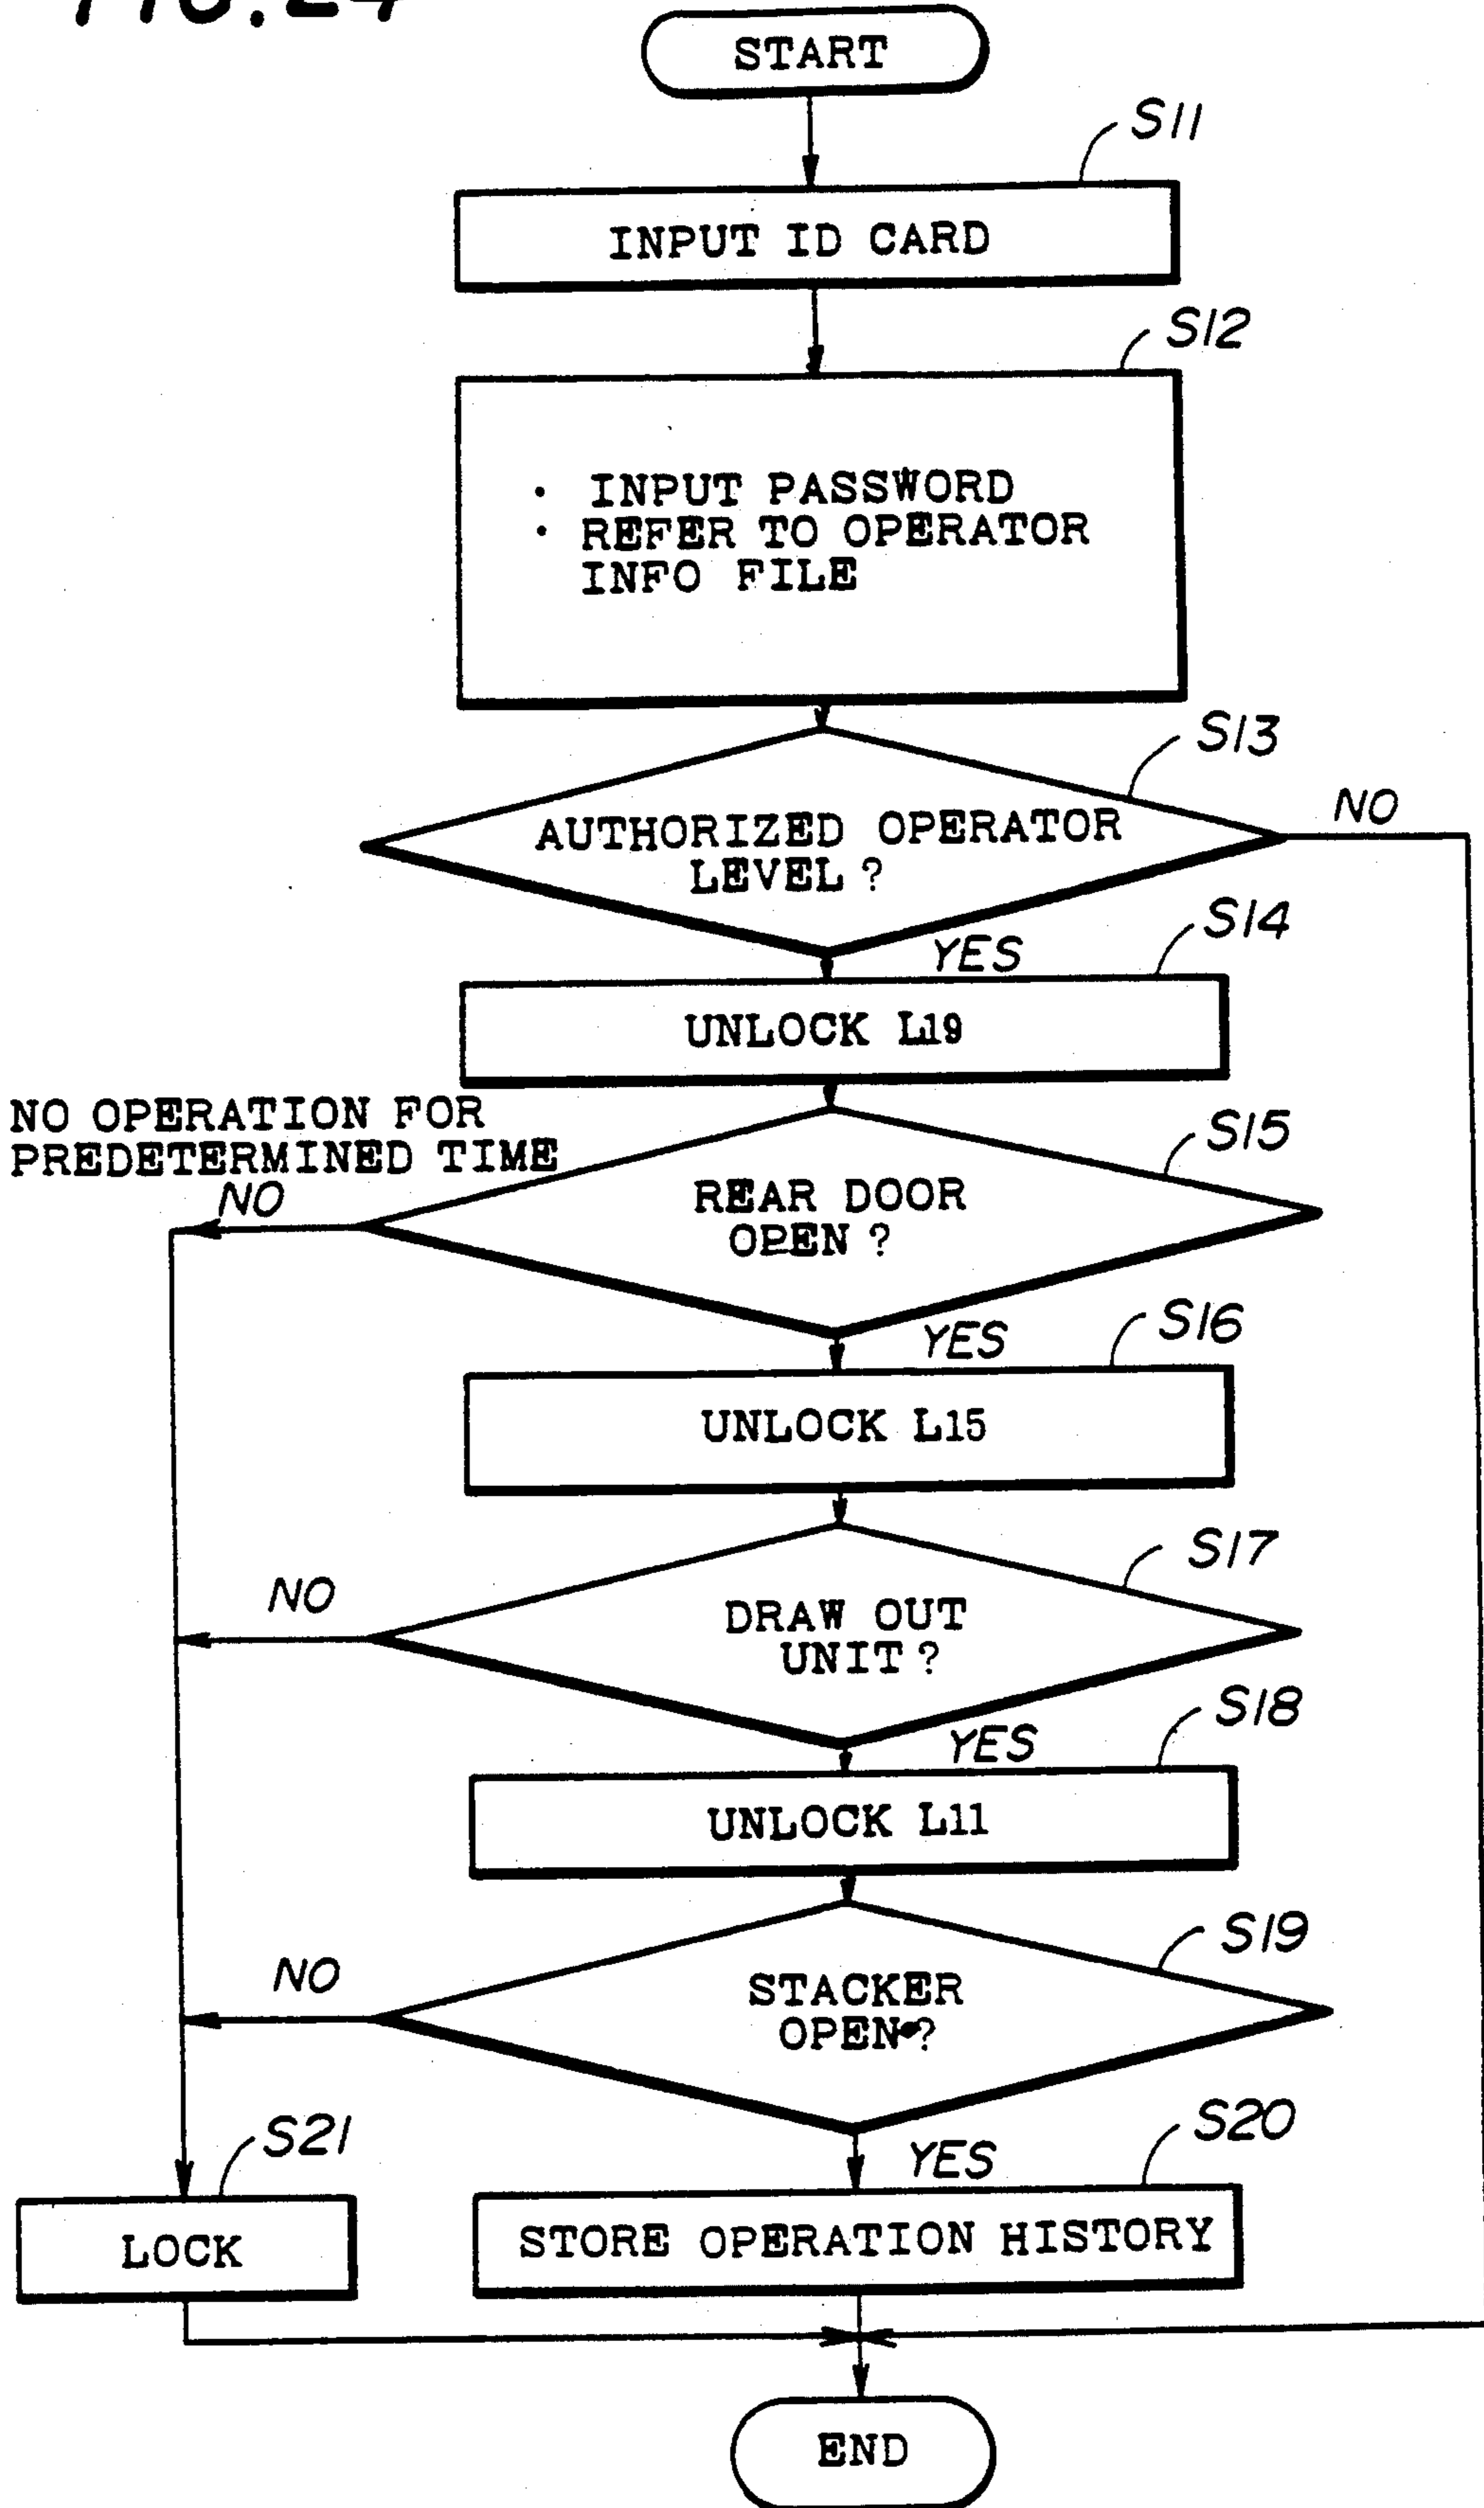 FIG. 24
START
S11
INPUT ID CARD
S12
· INPUT PASSWORD
· REFER TO OPERATOR
INFO FILE
S13
AUTHORIZED OPERATOR
LEVEL ?
NO
YES
S14
UNLOCK L19
NO OPERATION FOR
PREDETERMINED TIME
NO
S15
REAR DOOR
OPEN ?
YES
S16
UNLOCK L15
S17
NO
DRAW OUT
UNIT ?
YES
S18
UNLOCK L11
S19
NO
STACKER
OPEN ?
YES
S20
S21
LOCK
STORE OPERATION HISTORY
END